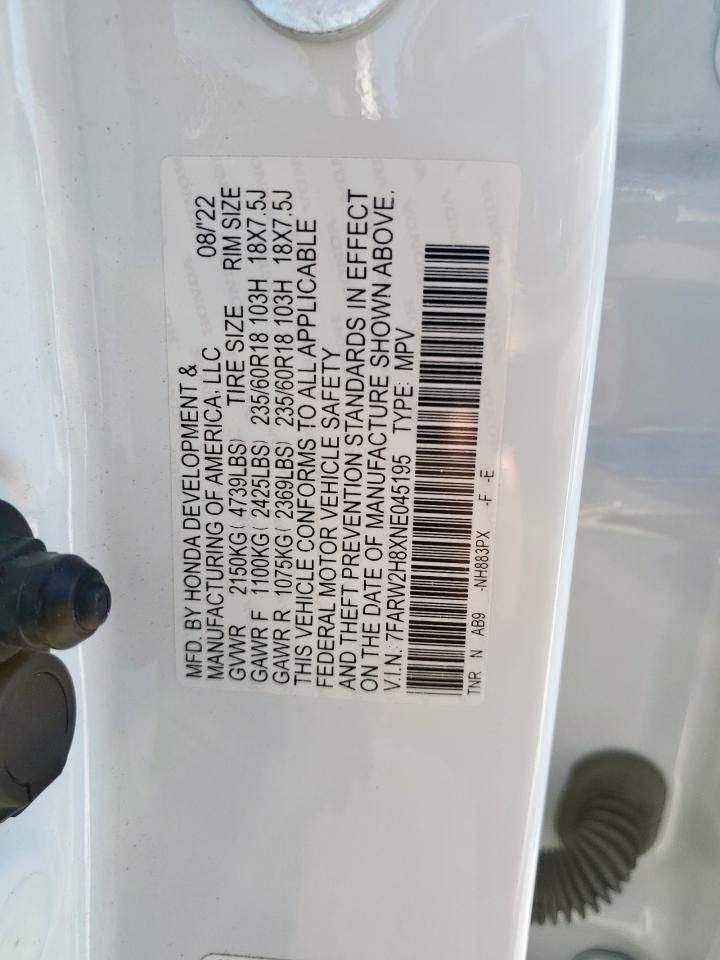 MFD. BY HONDA DEVELOPMENT &
MANUFACTURING OF AMERICA, LLC 08/'22
GVWR 2150KG( 4739LBS) TIRE SIZE RIM SIZE
GAWR F 1100KG( 2425LBS) 235/60R18 103H 18X7.5J
GAWR R 1075KG( 2369LBS) 235/60R18 103H 18X7.5J
THIS VEHICLE CONFORMS TO ALL APPLICABLE
FEDERAL MOTOR VEHICLE SAFETY
AND THEFT PREVENTION STANDARDS IN EFFECT
ON THE DATE OF MANUFACTURE SHOWN ABOVE.
V.I.N.: 7FARW2H8XNE045195 TYPE: MPV
TNR N AB9 -NH883PX -F -E